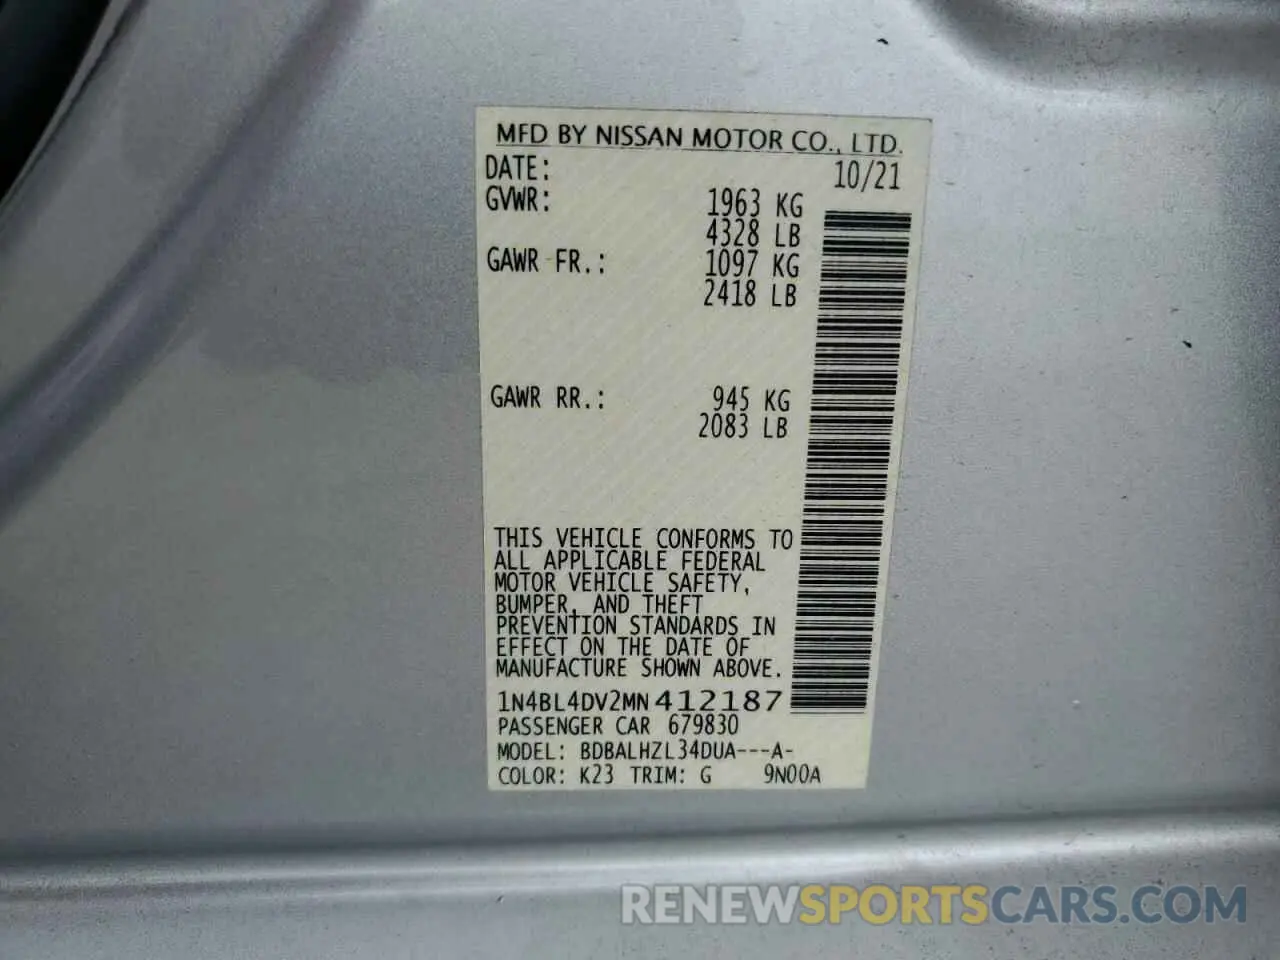 MFD BY NISSAN MOTOR CO., LTD.
DATE: 10/21
GVWR: 1963 KG
4328 LB
GAWR FR.: 1097 KG
2418 LB
GAWR RR.: 945 KG
2083 LB
THIS VEHICLE CONFORMS TO
ALL APPLICABLE FEDERAL
MOTOR VEHICLE SAFETY,
BUMPER, AND THEFT
PREVENTION STANDARDS IN
EFFECT ON THE DATE OF
MANUFACTURE SHOWN ABOVE.
1N4BL4DV2MN412187
PASSENGER CAR 679830
MODEL: BDBALHZL34DUA---A-
COLOR: K23 TRIM: G 9N00A
RENEWSPORTSCARS.COM